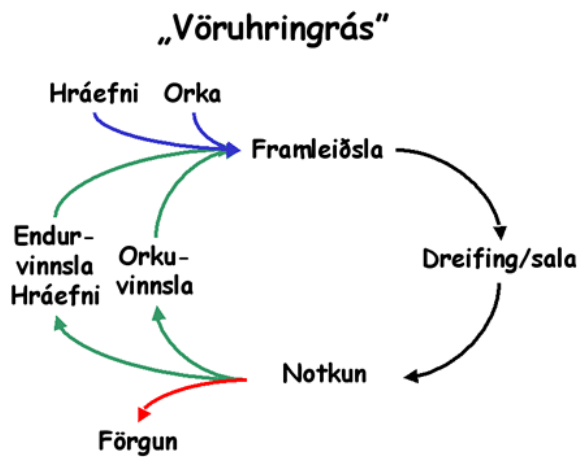 „Vöruhringrás”
Hráefni Orka
Framleiðsla
Endur-
vinnsla
Hráefni
Orku-
vinnsla
Dreifing/sala
Notkun
Förgun